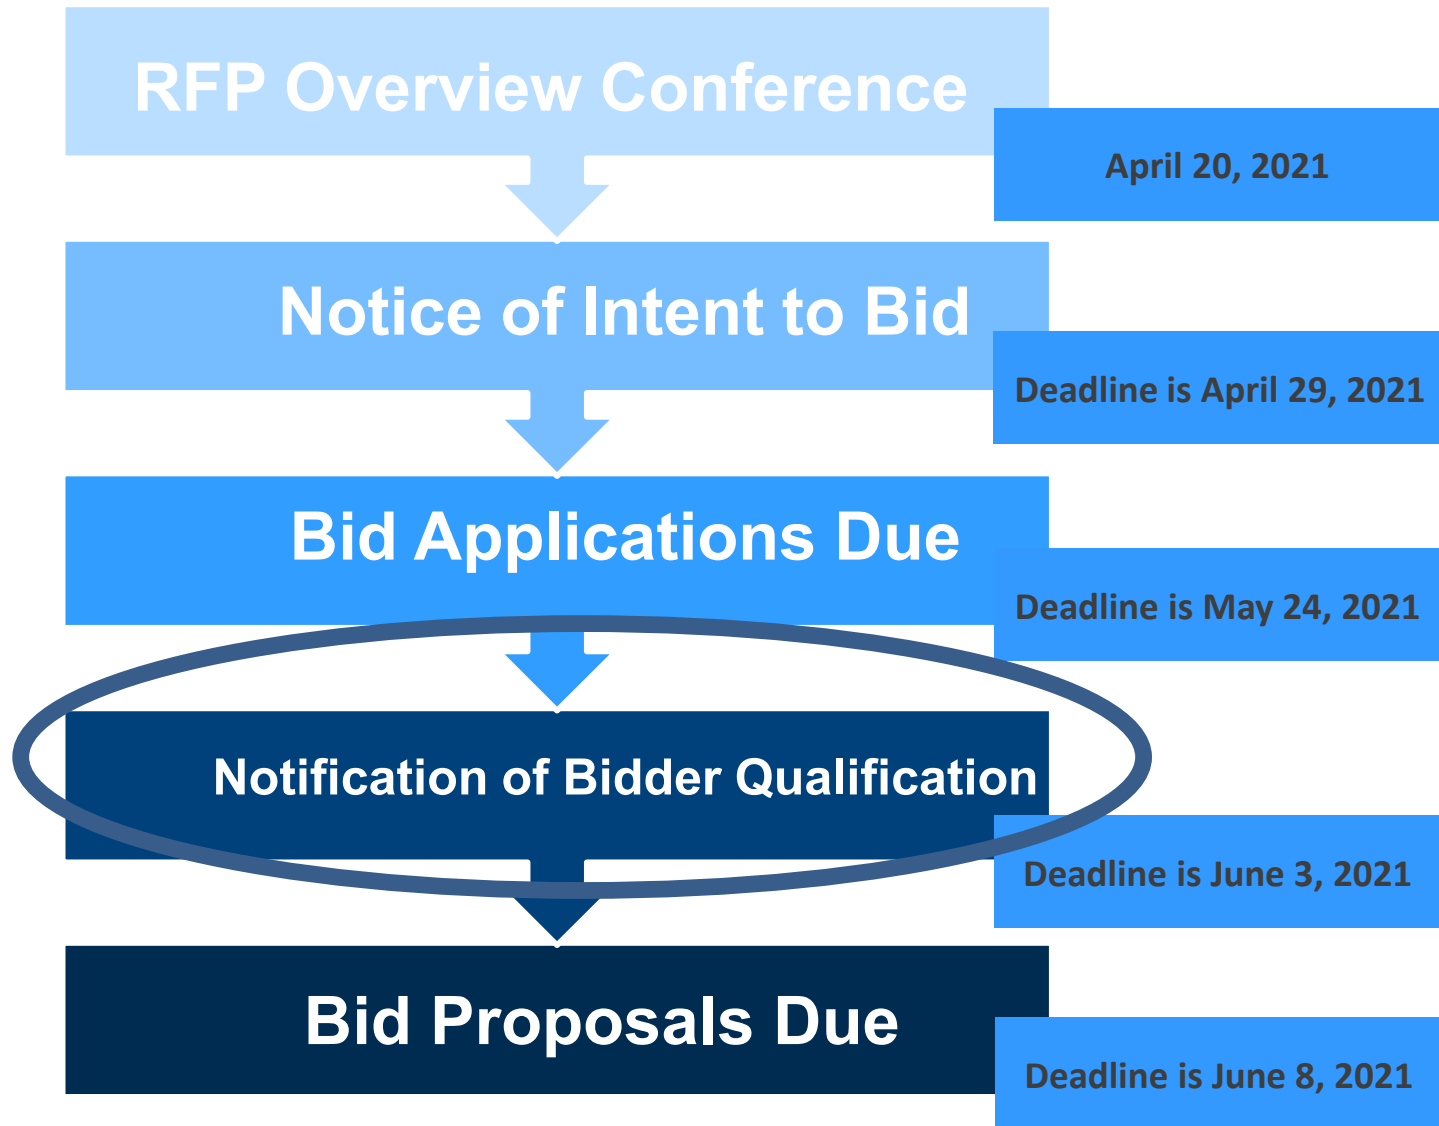 RFP Overview Conference
April 20, 2021
Notice of Intent to Bid
Deadline is April 29, 2021
Bid Applications Due
Deadline is May 24, 2021
Notification of Bidder Qualification
Deadline is June 3, 2021
Bid Proposals Due
Deadline is June 8, 2021